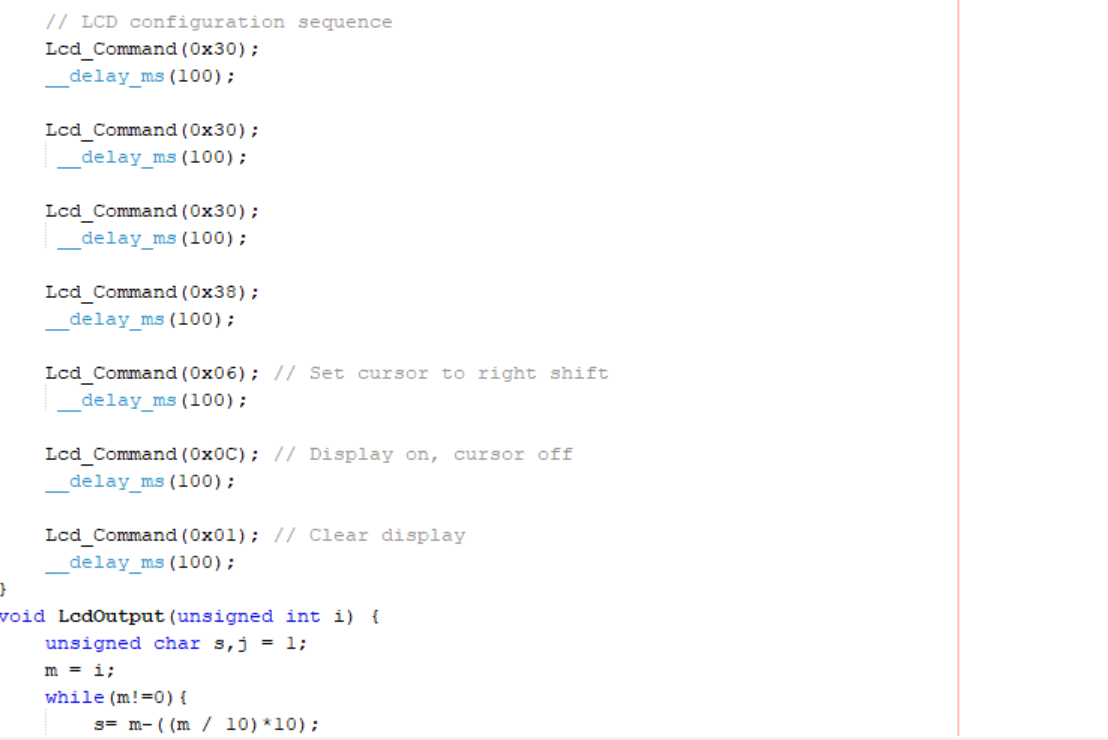 // LCD configuration sequence
Lcd_Command(0x30);
__delay_ms(100);
Lcd_Command(0x30);
__delay_ms(100);
Lcd_Command(0x30);
__delay_ms(100);
Lcd_Command(0x38);
__delay_ms(100);
Lcd_Command(0x06); // Set cursor to right shift
__delay_ms(100);
Lcd_Command(0x0C); // Display on, cursor off
__delay_ms(100);
Lcd_Command(0x01); // Clear display
__delay_ms(100);
}
void LcdOutput(unsigned int i) {
unsigned char s,j = 1;
m = i;
while(m!=0){
s= m-((m / 10)*10);